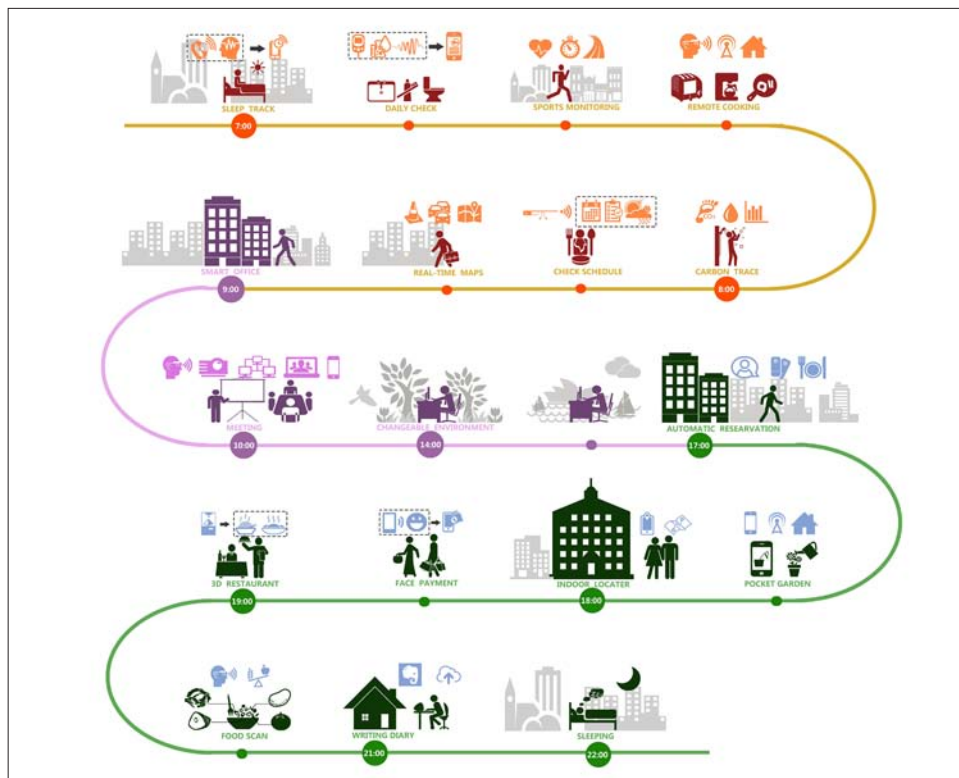 SLEEP TRACK
DAILY CHECK
SPORTS MONITORING
REMOTE COOKING
7:00
SMART OFFICE
REAL-TIME MAPS
CHECK SCHEDULE
CARBON TRACE
9:00
8:00
MEETING
CHANGEABLE ENVIRONMENT
AUTOMATIC RESEARVATION
10:00
14:00
17:00
3D RESTAURANT
FACE PAYMENT
INDOOR LOCATER
POCKET GARDEN
19:00
18:00
FOOD SCAN
WRITING DIARY
SLEEPING
21:00
22:00